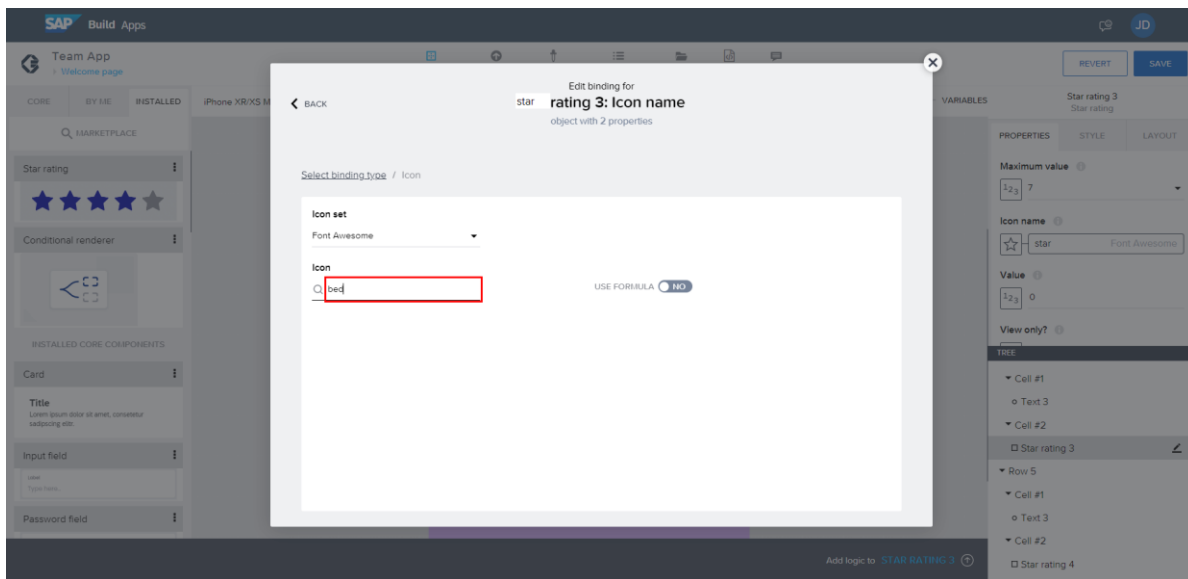 SAP Build Apps
JD
Team App
Welcome page
REVERT
SAVE
CORE
BY ME
INSTALLED
iPhone XR/XS M
VARIABLES
Star rating 3
Star rating
MARKETPLACE
PROPERTIES
STYLE
LAYOUT
Star rating
Conditional renderer
INSTALLED CORE COMPONENTS
Card
Title
Lorem ipsum dolor sit amet, consetetur
sadipscing elitr.
Input field
Label
Type here...
Password field
BACK
Edit binding for
star rating 3: Icon name
object with 2 properties
Select binding type / Icon
Icon set
Font Awesome
Icon
bed
USE FORMULA NO
Maximum value
123 7
Icon name
star Font Awesome
Value
123 0
View only?
TREE
Cell #1
Text 3
Cell #2
Star rating 3
Row 5
Cell #1
Text 3
Cell #2
Star rating 4
Add logic to STAR RATING 3